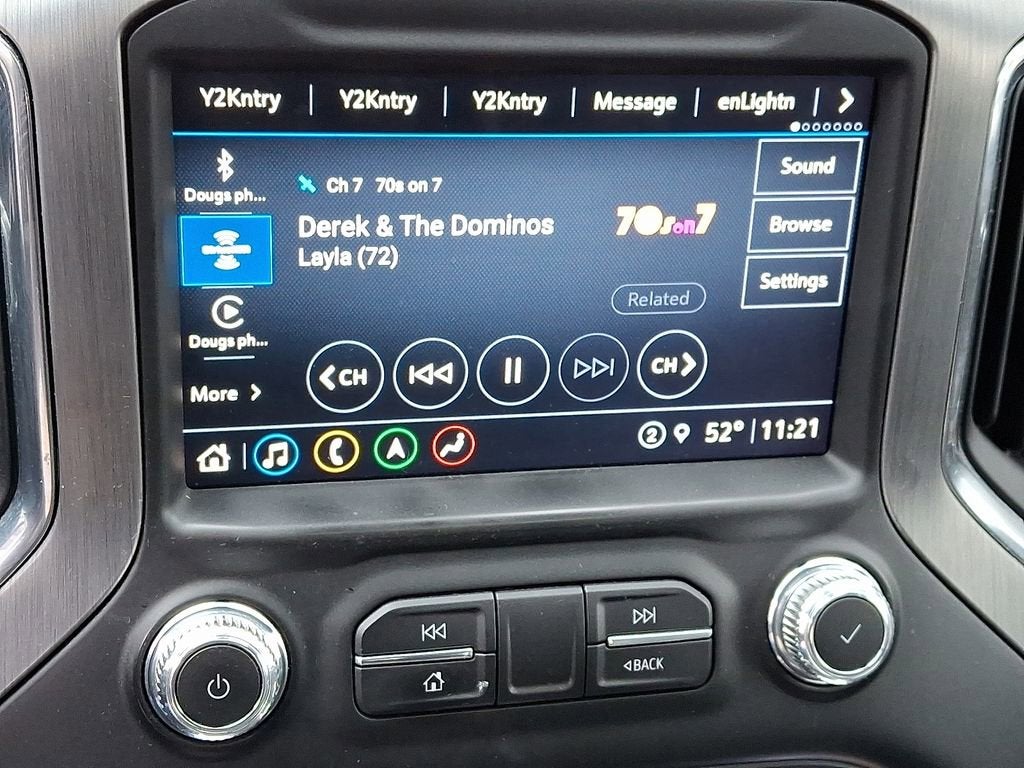 Y2Kntry Y2Kntry Y2Kntry Message enLightn
Dougs ph...
Ch 7 70s on 7
Derek & The Dominos
Layla (72)
70s on 7
Sound
Browse
Settings
Related
Dougs ph...
More
CH
CH
2 52° 11:21
BACK